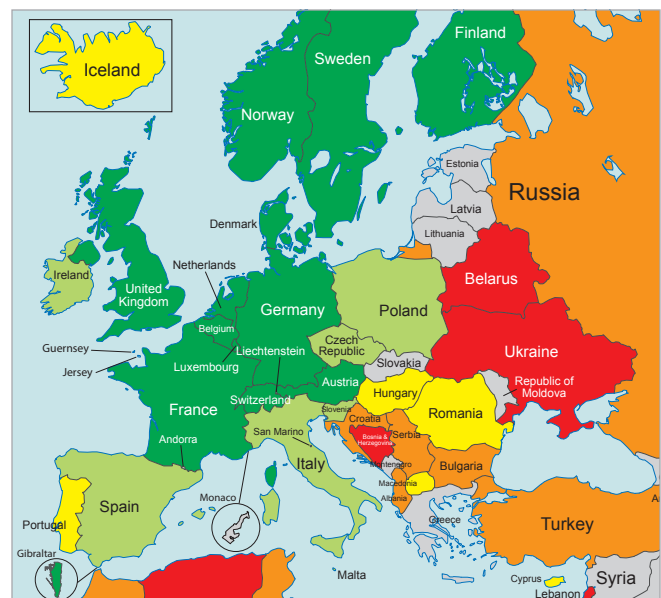 Iceland
Finland
Sweden
Norway
Estonia
Russia
Latvia
Denmark
Lithuania
Netherlands
Ireland
Belarus
United
Kingdom
Germany
Poland
Belgium
Czech
Republic
Guernsey
Liechtenstein
Ukraine
Jersey
Luxembourg
Slovakia
Austria
Republic of
Moldova
Hungary
France
Switzerland
Romania
Slovenia
Croatia
Andorra
San Marino
Bosnia &
Herzegovina
Serbia
Italy
Montenegro
Bulgaria
Macedonia
Spain
Monaco
Albania
Portugal
Greece
Turkey
Gibraltar
Malta
Cyprus
Syria
Lebanon